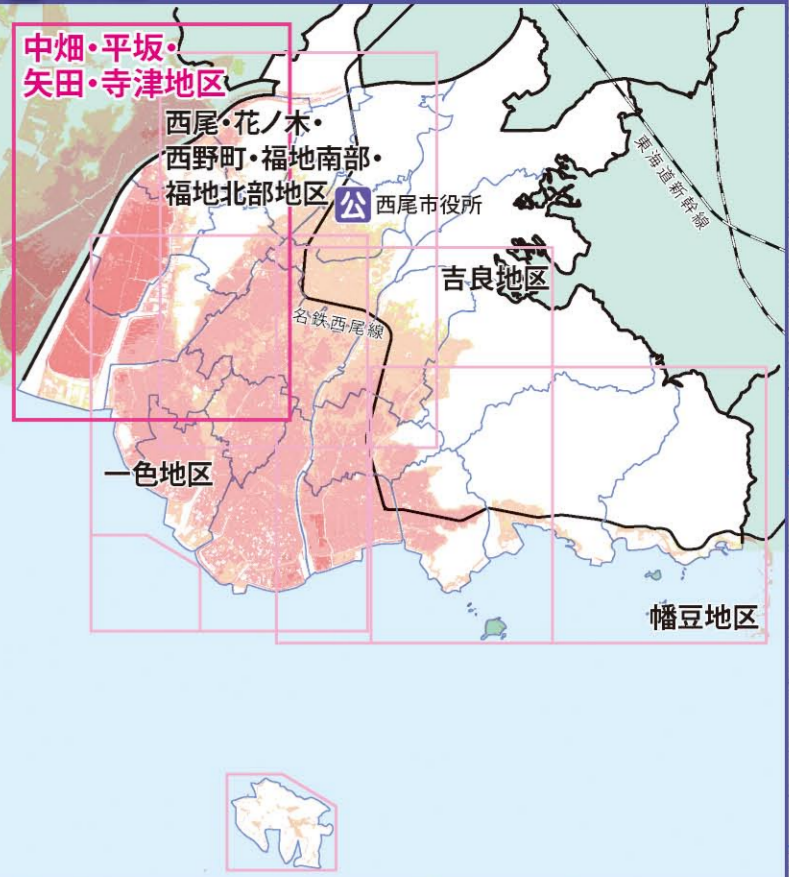 中畑・平坂・
矢田・寺津地区
西尾・花ノ木・
西野町・福地南部・
福地北部地区
公 西尾市役所
東海道新幹線
吉良地区
名鉄西尾線
一色地区
幡豆地区